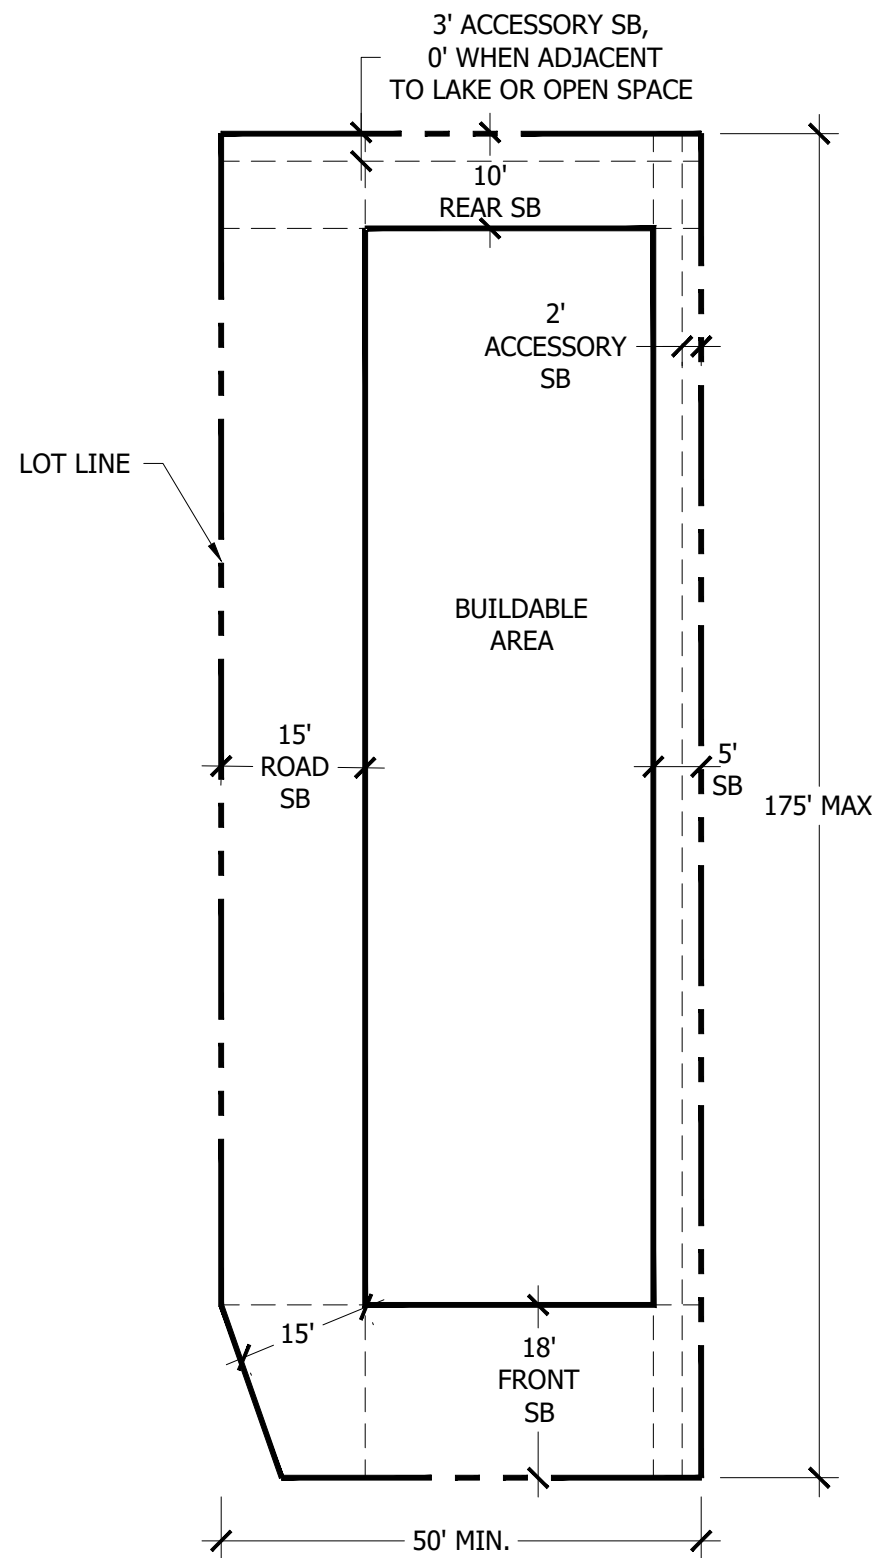 3' ACCESSORY SB,
0' WHEN ADJACENT
TO LAKE OR OPEN SPACE
10'
REAR SB
2'
ACCESSORY
SB
LOT LINE
BUILDABLE
AREA
15'
ROAD
SB
5'
SB
175' MAX
15'
18'
FRONT
SB
50' MIN.